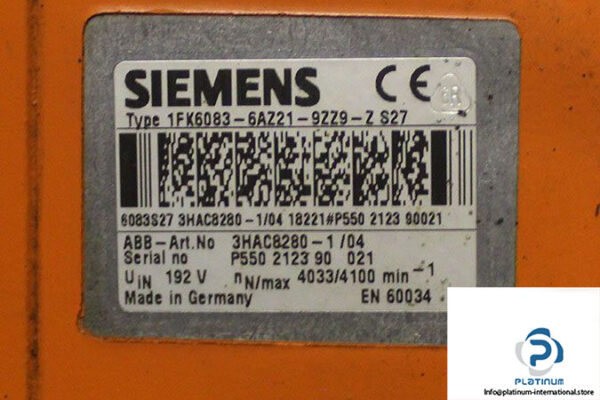 SIEMENS CE
Type 1FK6083-6AZ21-9ZZ9-Z S27
6083S27 3HAC8280-1/04 18221#P550 2123 90021
ABB-Art.No 3HAC8280-1 /04
Serial no P550 2123 90 021
UIN 192 V nN/max 4033/4100 min-1
Made in Germany EN 60034
PLATINUM
Info@platinum-international.store